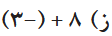 ز) ۸ + (−۳)